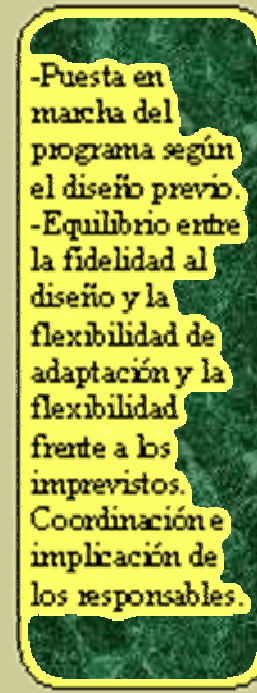 -Puesta en
marcha del
programa según
el diseño previo.
-Equilibrio entre
la fidelidad al
diseño y la
flexibilidad de
adaptación y la
flexibilidad
frente a los
imprevistos.
Coordinación e
implicación de
los responsables.